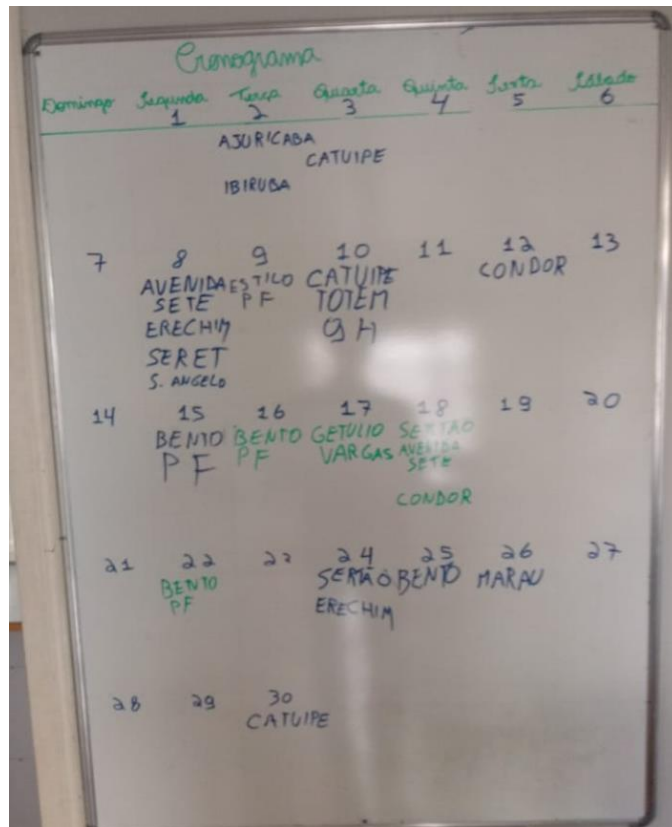 Cronograma
Domingo Segunda Terça Quarta Quinta Sexta Sábado
1 2 3 4 5 6
AJURICABA
CATUIPE
IBIRUBA
7 8 9 10 11 12 13
AVENIDA ESTILO CATUIPE CONDOR
SETE PF TOTEM
ERECHIM GH
SERET
S. ANGELO
14 15 16 17 18 19 20
BENTO BENTO GETULIO SERTAO
PF PF VARGAS AVENIDA
SETE
CONDOR
21 22 22 24 25 26 27
BENTO SERTÃO BENTO MARAU
PF ERECHIM
28 29 30
CATUIPE